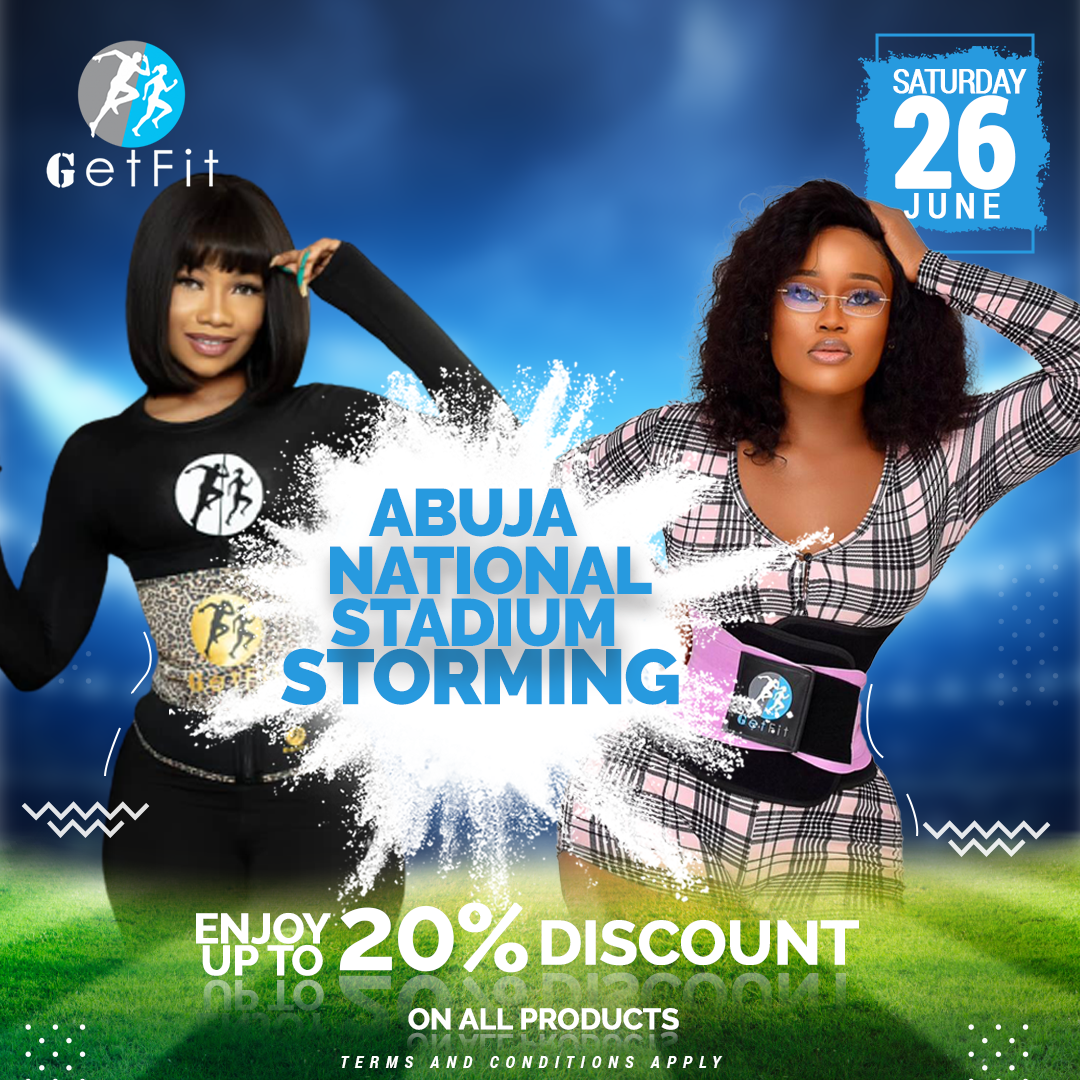 GetFit
SATURDAY
26
JUNE
ABUJA
NATIONAL
STADIUM
STORMING
GetFit
ENJOY
UP TO
20% DISCOUNT
ON ALL PRODUCTS
TERMS AND CONDITIONS APPLY